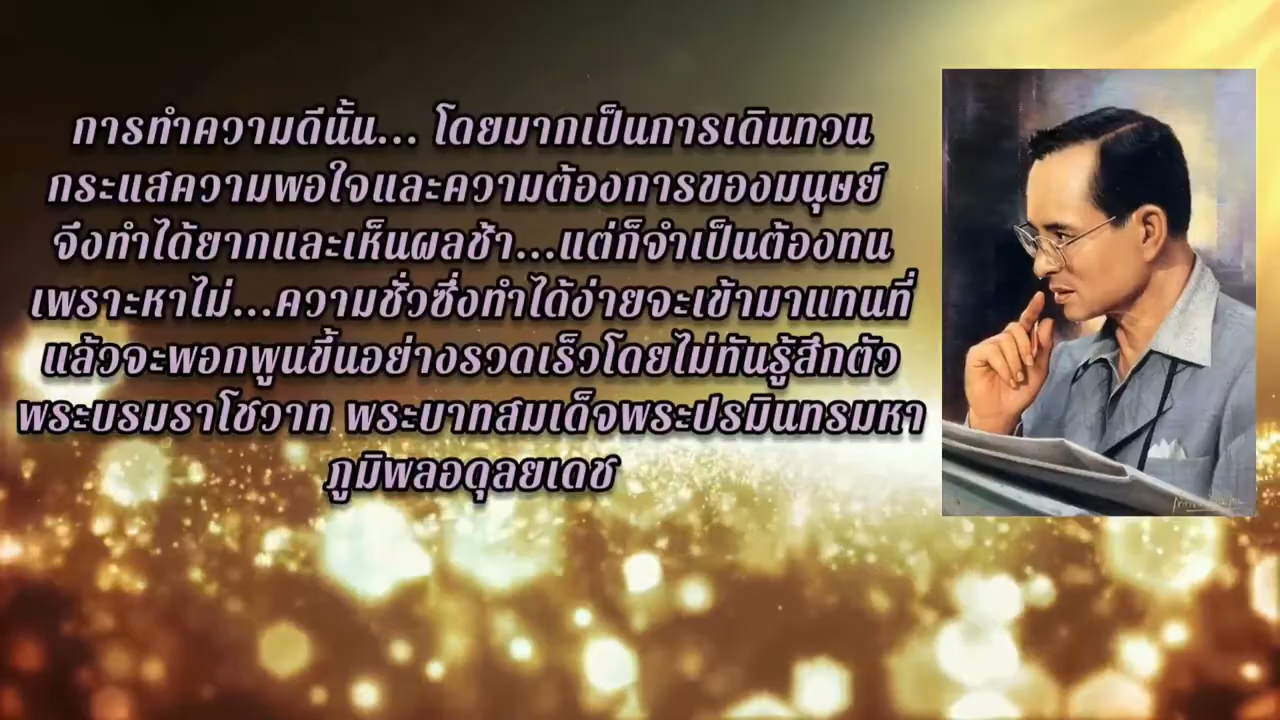 การทำความดีนั้น... โดยมากเป็นการเดินทวน
กระแสความพอใจและความต้องการของมนุษย์
จึงทำได้ยากและเห็นผลช้า...แต่ก็จำเป็นต้องทน
เพราะหาไม่...ความชั่วซึ่งทำได้ง่ายจะเข้ามาแทนที่
แล้วจะพอกพูนขึ้นอย่างรวดเร็วโดยไม่ทันรู้สึกตัว
พระบรมราโชวาท พระบาทสมเด็จพระปรมินทรมหา
ภูมิพลอดุลยเดช